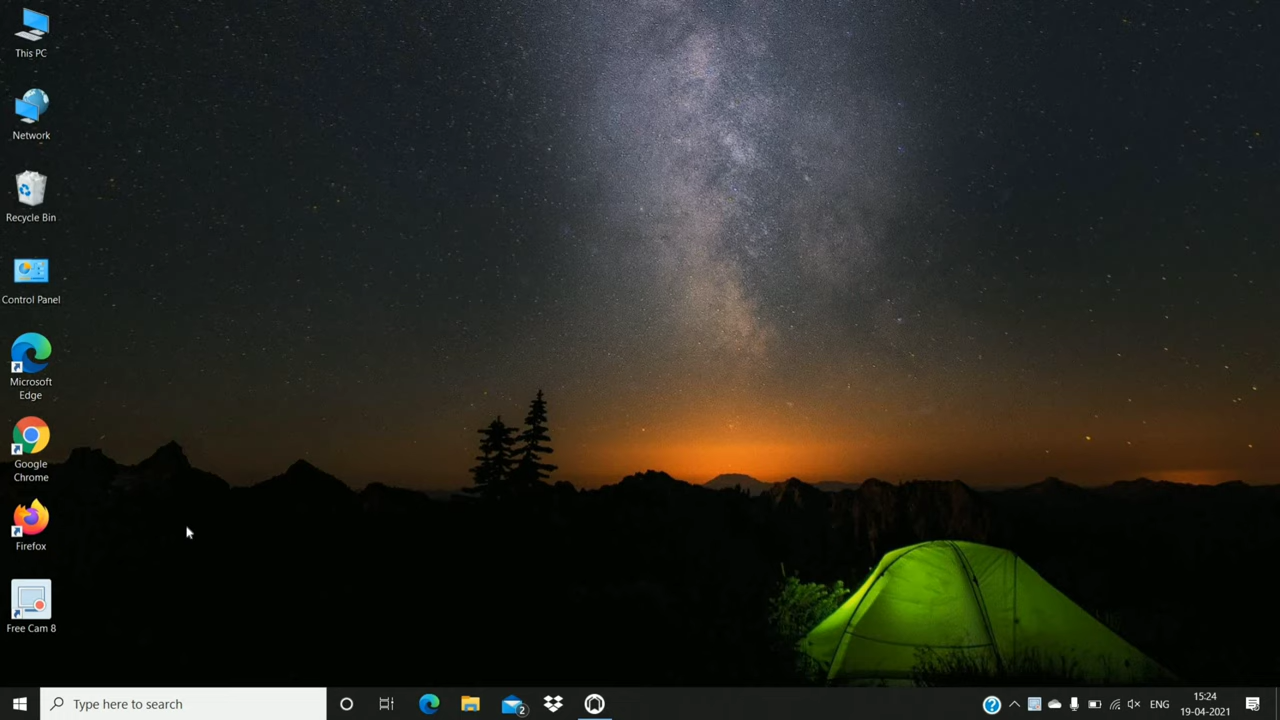 This PC
Network
Recycle Bin
Control Panel
Microsoft
Edge
Google
Chrome
Firefox
Free Cam 8
Type here to search
2
ENG
15:24
19-04-2021